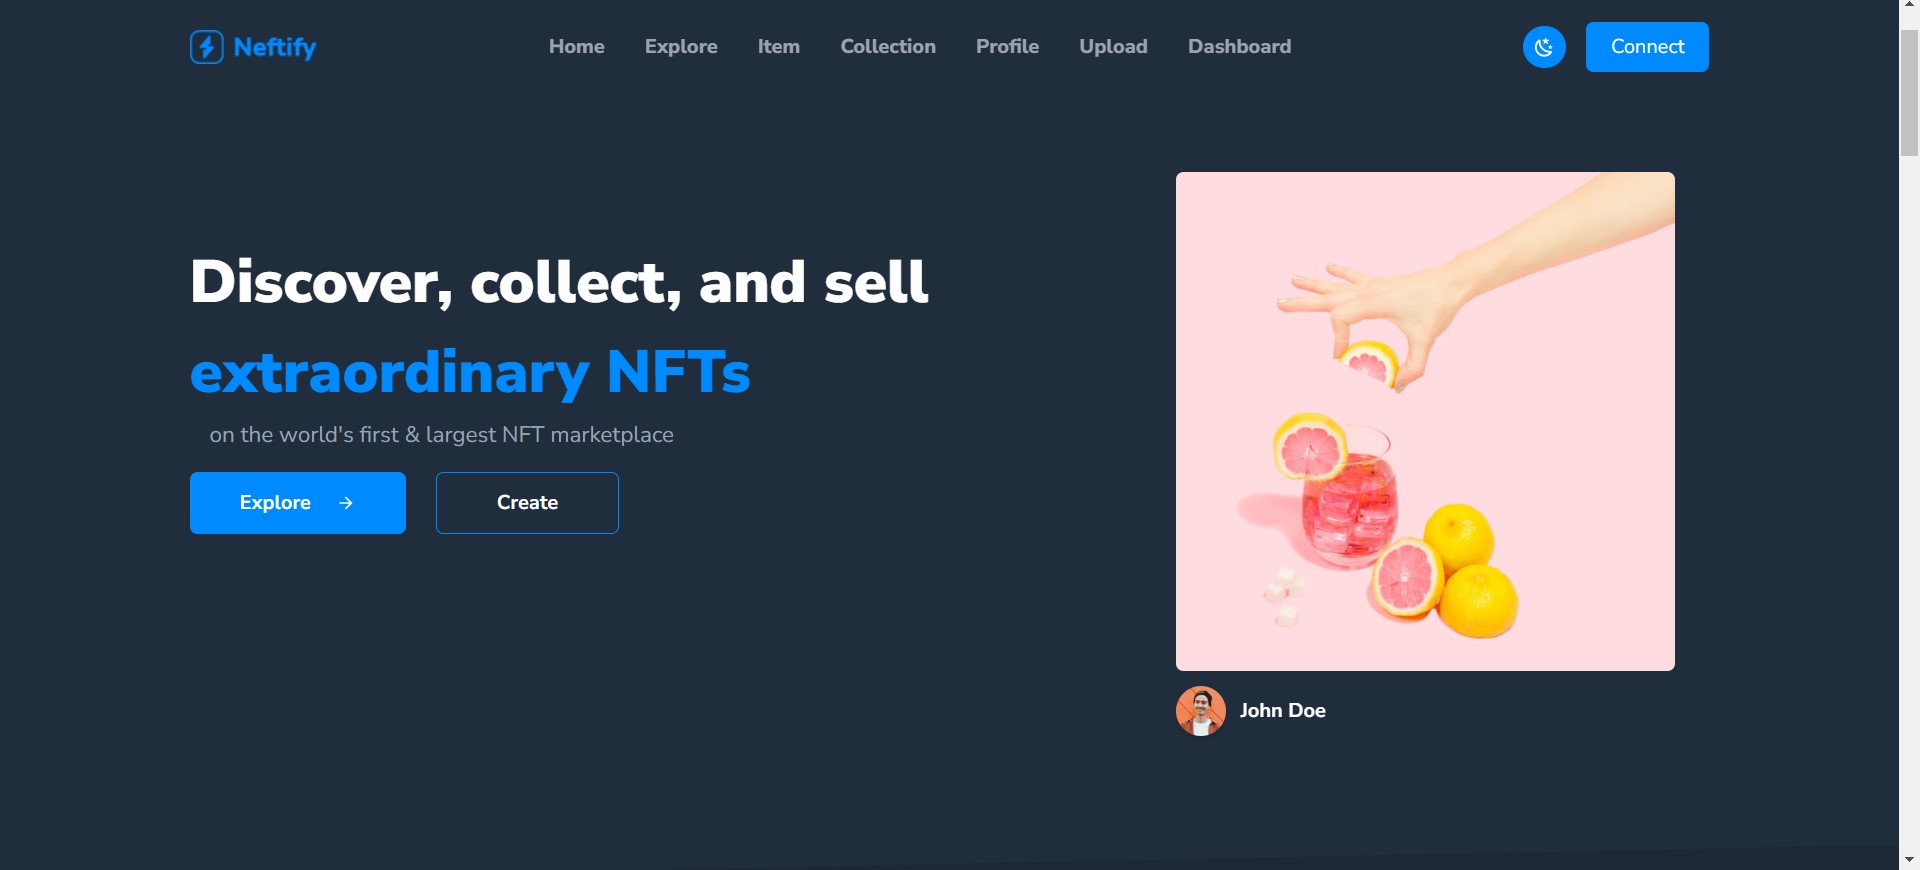 Neftify
Home Explore Item Collection Profile Upload Dashboard
Connect
Discover, collect, and sell
extraordinary NFTs
on the world's first & largest NFT marketplace
Explore
Create
John Doe